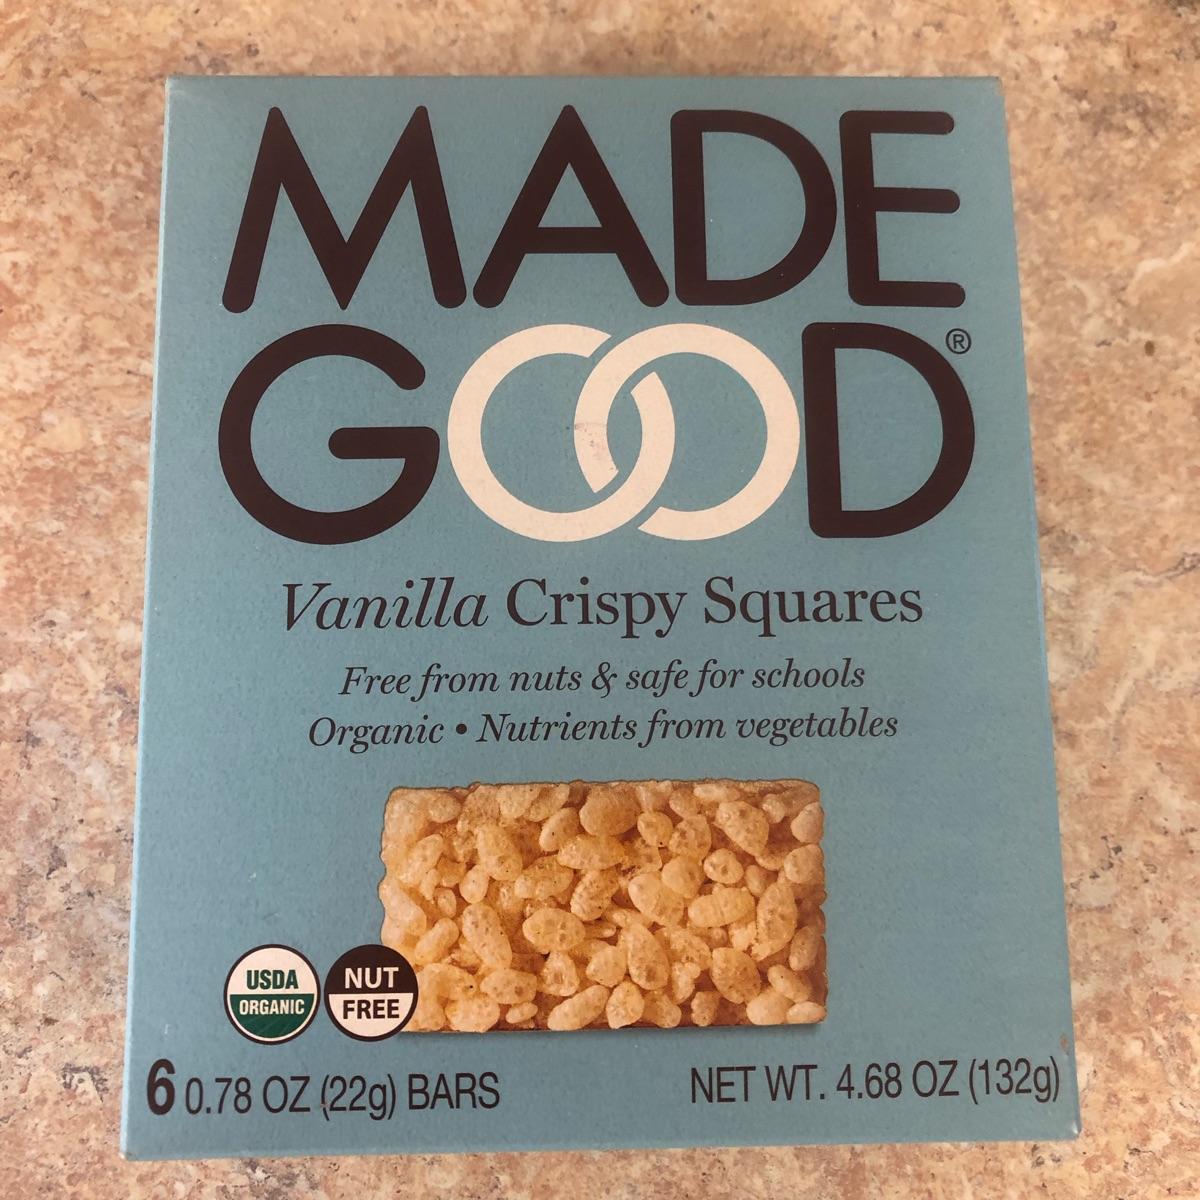 MADE
GOOD®
Vanilla Crispy Squares
Free from nuts & safe for schools
Organic • Nutrients from vegetables
USDA
ORGANIC
NUT
FREE
6 0.78 OZ (22g) BARS
NET WT. 4.68 OZ (132g)